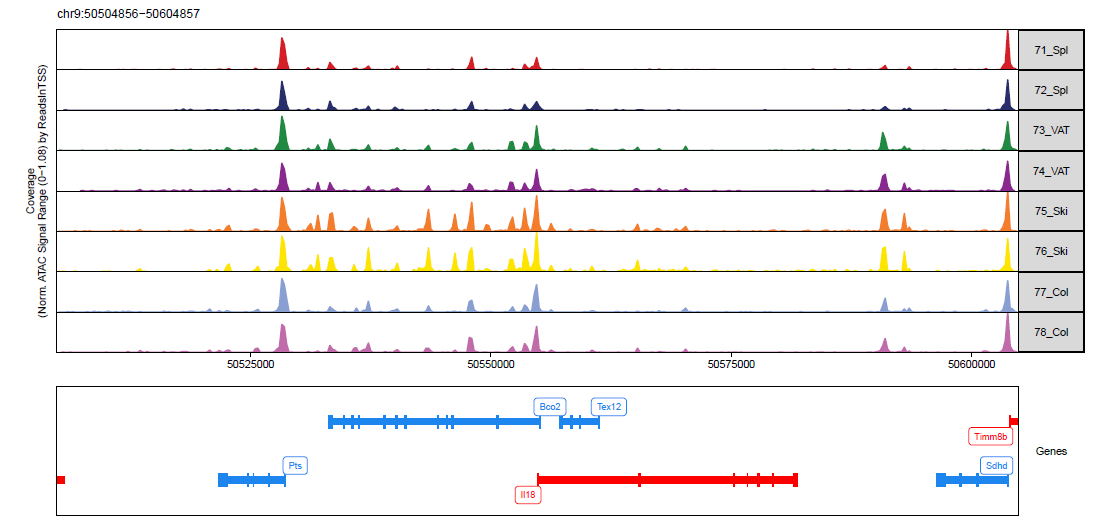 chr9:50504856−50604857
Coverage
(Norm. ATAC Signal Range (0−1.08) by ReadsInTSS)
71_Spl
72_Spl
73_VAT
74_VAT
75_Ski
76_Ski
77_Col
78_Col
50525000 50550000 50575000 50600000
Bco2 Tex12
Timm8b
Genes
Pts Sdhd
Il18